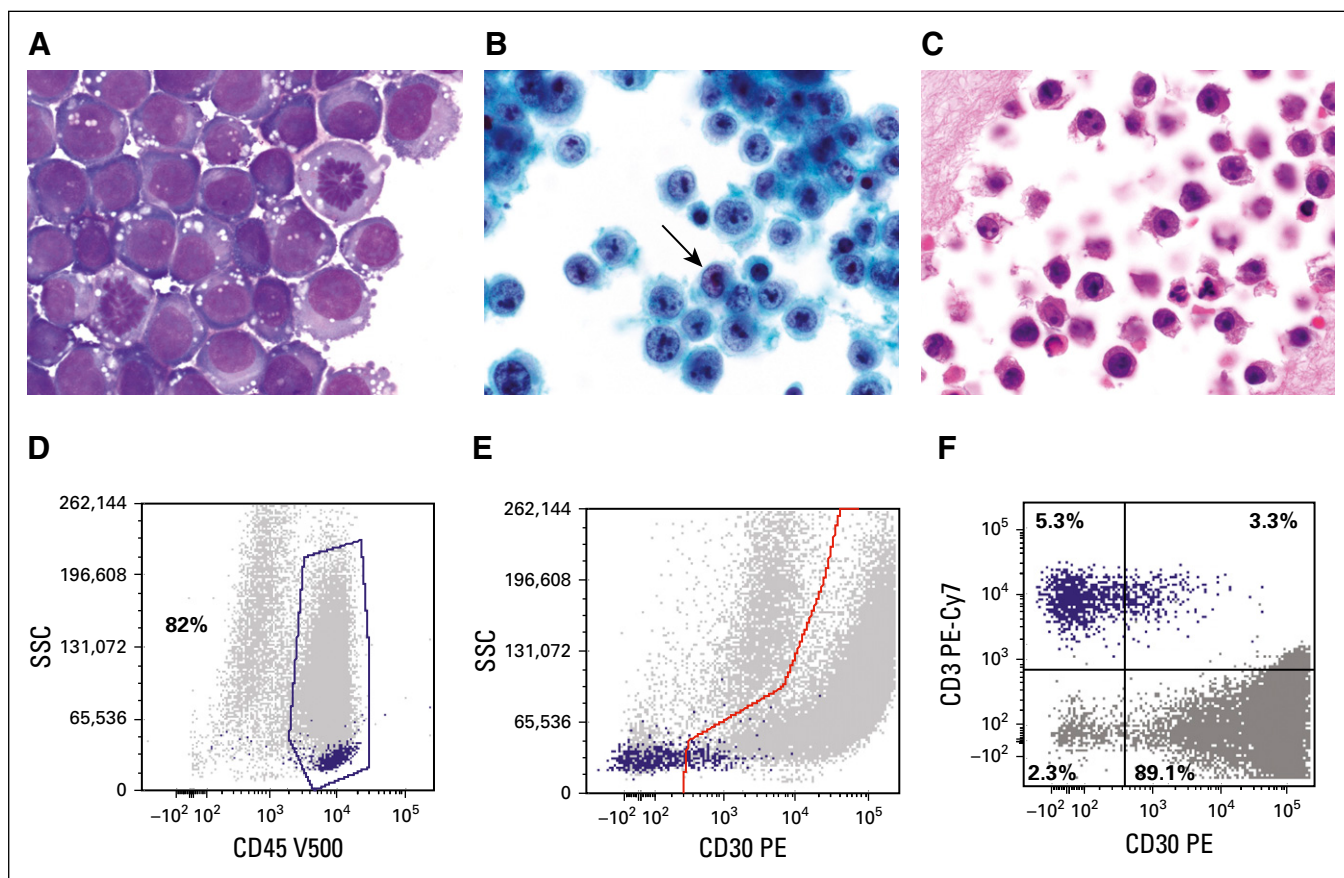 A
B
C
D
262,144
196,608
131,072
65,536
0
SSC
82%
−10² 10² 10³ 10⁴ 10⁵
CD45 V500
E
262,144
196,608
131,072
65,536
0
SSC
−10² 10² 10³ 10⁴ 10⁵
CD30 PE
F
10⁵
10⁴
10³
10²
−10²
CD3 PE-Cy7
5.3% 3.3%
2.3% 89.1%
−10² 10² 10³ 10⁴ 10⁵
CD30 PE